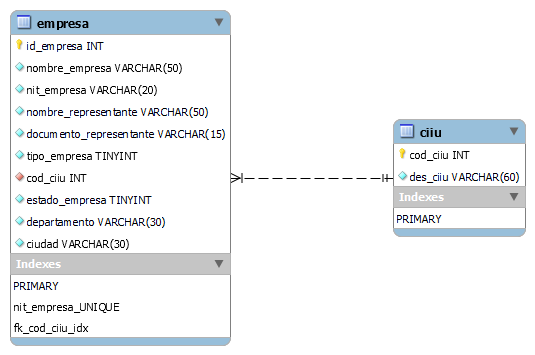 empresa
id_empresa INT
nombre_empresa VARCHAR(50)
nit_empresa VARCHAR(20)
nombre_representante VARCHAR(50)
documento_representante VARCHAR(15)
tipo_empresa TINYINT
cod_ciiu INT
estado_empresa TINYINT
departamento VARCHAR(30)
ciudad VARCHAR(30)
Indexes
PRIMARY
nit_empresa_UNIQUE
fk_cod_ciiu_idx
ciiu
cod_ciiu INT
des_ciiu VARCHAR(60)
Indexes
PRIMARY